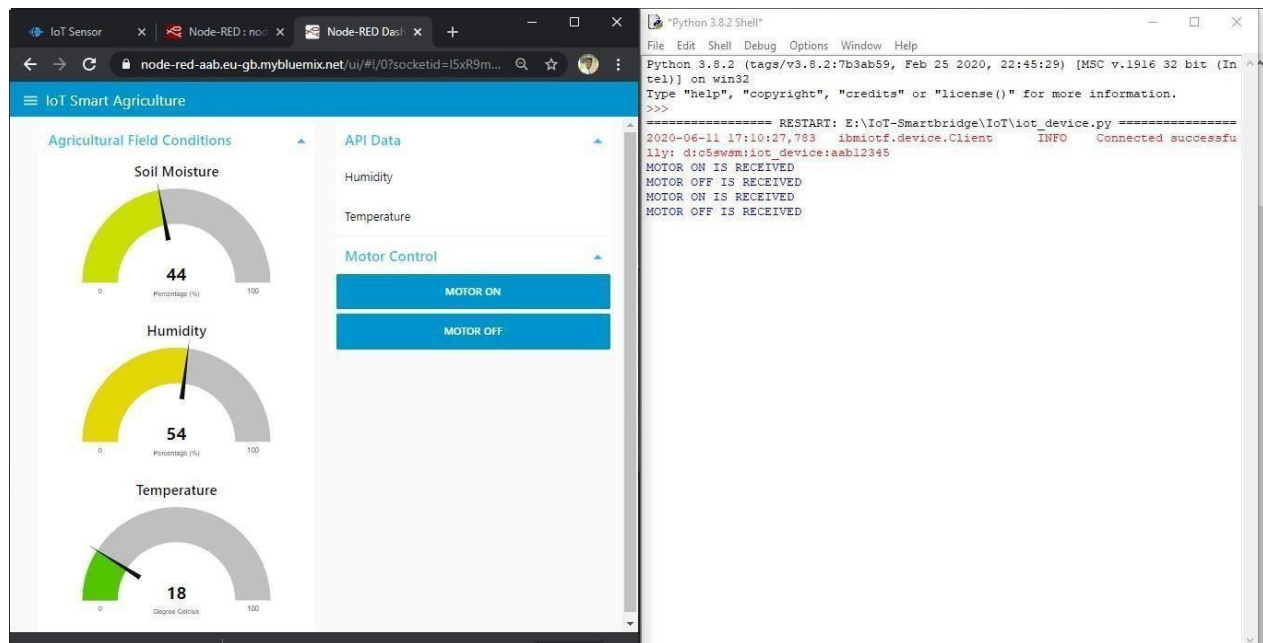 IoT Sensor
Node-RED : noc
Node-RED Dash
node-red-aab.eu-gb.mybluemix.net/ui/#!/0?socketid=I5xR9m...
IoT Smart Agriculture
Agricultural Field Conditions
Soil Moisture
44
0
Percentage (%)
100
Humidity
54
0
Percentage (%)
100
Temperature
18
0
Degree Celcius
100
API Data
Humidity
Temperature
Motor Control
MOTOR ON
MOTOR OFF
*Python 3.8.2 Shell*
File Edit Shell Debug Options Window Help
Python 3.8.2 (tags/v3.8.2:7b3ab59, Feb 25 2020, 22:45:29) [MSC v.1916 32 bit (In
tel)] on win32
Type "help", "copyright", "credits" or "license()" for more information.
>>>
================= RESTART: E:\IoT-Smartbridge\IoT\iot_device.py ================
2020-06-11 17:10:27,783 ibmiotf.device.Client INFO Connected successfu
lly: d:c5swsm:iot_device:aab12345
MOTOR ON IS RECEIVED
MOTOR OFF IS RECEIVED
MOTOR ON IS RECEIVED
MOTOR OFF IS RECEIVED